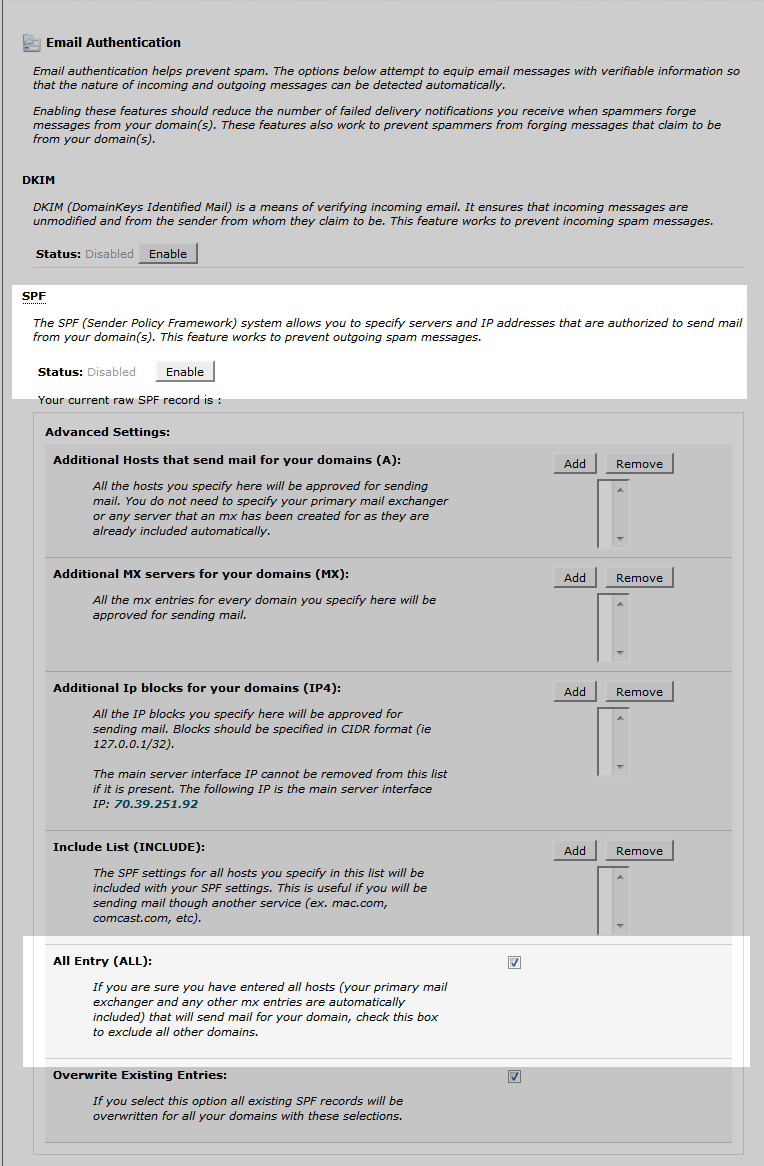 Email Authentication
Email authentication helps prevent spam. The options below attempt to equip email messages with verifiable information so
that the nature of incoming and outgoing messages can be detected automatically.
Enabling these features should reduce the number of failed delivery notifications you receive when spammers forge
messages from your domain(s). These features also work to prevent spammers from forging messages that claim to be
from your domain(s).
DKIM
DKIM (DomainKeys Identified Mail) is a means of verifying incoming email. It ensures that incoming messages are
unmodified and from the sender from whom they claim to be. This feature works to prevent incoming spam messages.
Status: Disabled Enable
SPF
The SPF (Sender Policy Framework) system allows you to specify servers and IP addresses that are authorized to send mail
from your domain(s). This feature works to prevent outgoing spam messages.
Status: Disabled Enable
Your current raw SPF record is :
Advanced Settings:
Additional Hosts that send mail for your domains (A): Add Remove
All the hosts you specify here will be approved for sending
mail. You do not need to specify your primary mail exchanger
or any server that an mx has been created for as they are
already included automatically.
Additional MX servers for your domains (MX): Add Remove
All the mx entries for every domain you specify here will be
approved for sending mail.
Additional Ip blocks for your domains (IP4): Add Remove
All the IP blocks you specify here will be approved for
sending mail. Blocks should be specified in CIDR format (ie
127.0.0.1/32).
The main server interface IP cannot be removed from this list
if it is present. The following IP is the main server interface
IP: 70.39.251.92
Include List (INCLUDE): Add Remove
The SPF settings for all hosts you specify in this list will be
included with your SPF settings. This is useful if you will be
sending mail though another service (ex. mac.com,
comcast.com, etc).
All Entry (ALL):
If you are sure you have entered all hosts (your primary mail
exchanger and any other mx entries are automatically
included) that will send mail for your domain, check this box
to exclude all other domains.
Overwrite Existing Entries:
If you select this option all existing SPF records will be
overwritten for all your domains with these selections.